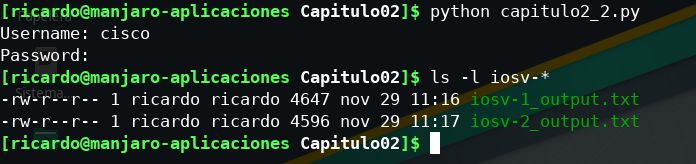 [ricardo@manjaro-aplicaciones Capitulo02]$ python capitulo2_2.py
Username: cisco
Password:
[ricardo@manjaro-aplicaciones Capitulo02]$ ls -l iosv-*
-rw-r--r-- 1 ricardo ricardo 4647 nov 29 11:16 iosv-1_output.txt
-rw-r--r-- 1 ricardo ricardo 4596 nov 29 11:17 iosv-2_output.txt
[ricardo@manjaro-aplicaciones Capitulo02]$